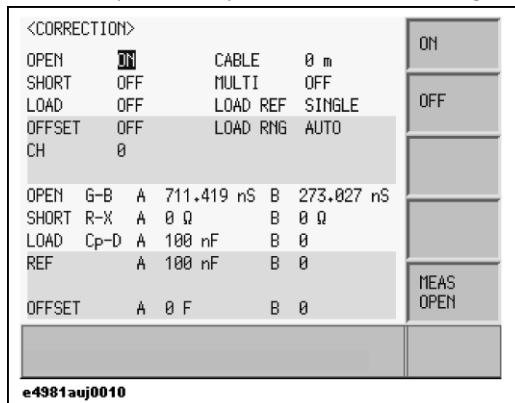 <CORRECTION>
OPEN ON CABLE 0 m
SHORT OFF MULTI OFF
LOAD OFF LOAD REF SINGLE
OFFSET OFF LOAD RNG AUTO
CH 0
OPEN G-B A 711.419 nS B 273.027 nS
SHORT R-X A 0 Ω B 0 Ω
LOAD Cp-D A 100 nF B 0
REF A 100 nF B 0
OFFSET A 0 F B 0
ON
OFF
MEAS
OPEN
e4981auj0010